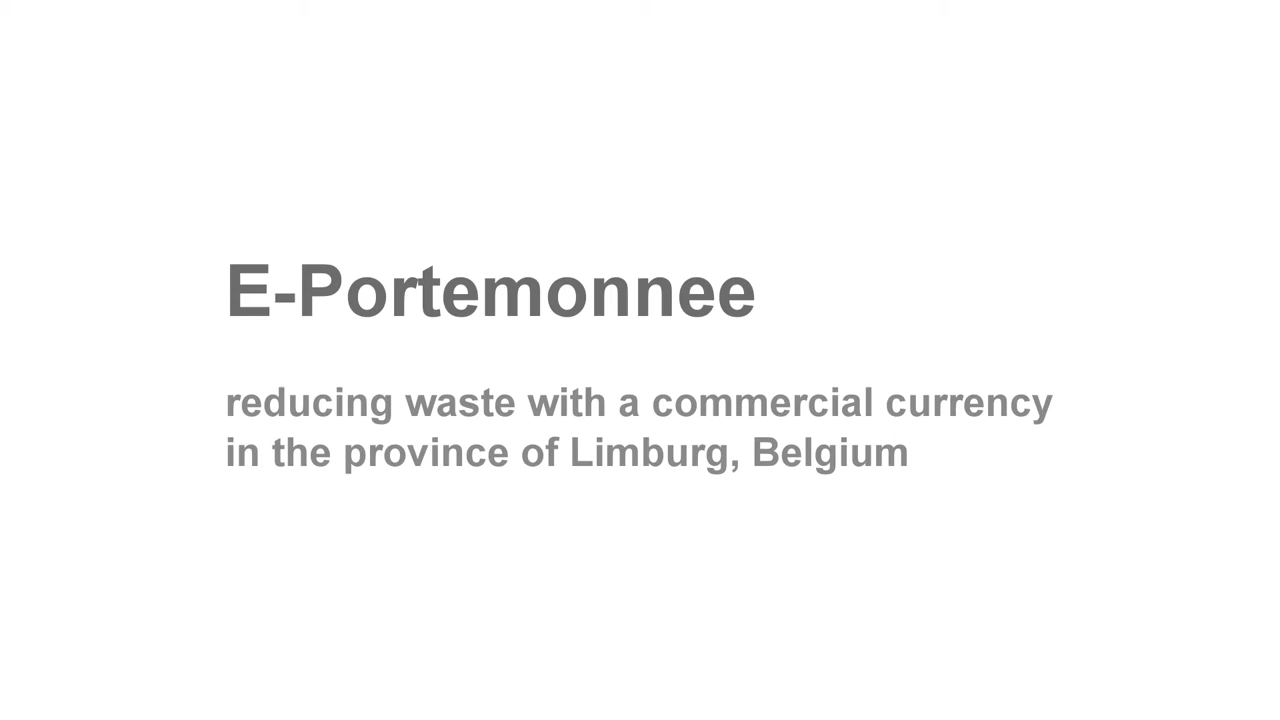 E-Portemonnee
reducing waste with a commercial currency
in the province of Limburg, Belgium